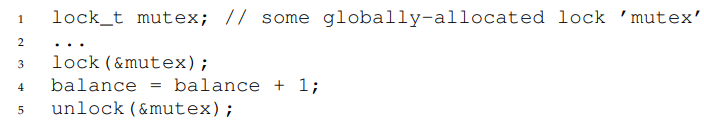 1 lock_t mutex; // some globally-allocated lock ’mutex’
2 ...
3 lock(&mutex);
4 balance = balance + 1;
5 unlock(&mutex);